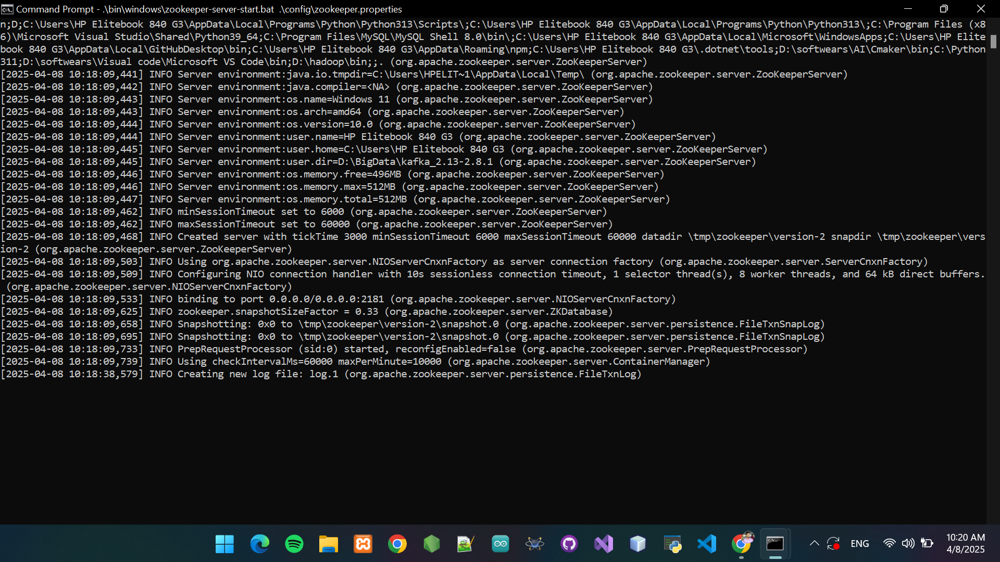 Command Prompt - .\bin\windows\zookeeper-server-start.bat  .\config\zookeeper.properties
n;D;C:\Users\HP Elitebook 840 G3\AppData\Local\Programs\Python\Python313\Scripts\;C:\Users\HP Elitebook 840 G3\AppData\Local\Programs\Python\Python313\;C:\Program Files (x8
6)\Microsoft Visual Studio\Shared\Python39_64;C:\Program Files\MySQL\MySQL Shell 8.0\bin\;C:\Users\HP Elitebook 840 G3\AppData\Local\Microsoft\WindowsApps;C:\Users\HP Elite
book 840 G3\AppData\Local\GitHubDesktop\bin;C:\Users\HP Elitebook 840 G3\AppData\Roaming\npm;C:\Users\HP Elitebook 840 G3\.dotnet\tools;D:\softwears\AI\Cmaker\bin;C:\Python
311;D:\softwears\Visual code\Microsoft VS Code\bin;D:\hadoop\bin;;. (org.apache.zookeeper.server.ZooKeeperServer)
[2025-04-08 10:18:09,441] INFO Server environment:java.io.tmpdir=C:\Users\HPELIT~1\AppData\Local\Temp\ (org.apache.zookeeper.server.ZooKeeperServer)
[2025-04-08 10:18:09,442] INFO Server environment:java.compiler=<NA> (org.apache.zookeeper.server.ZooKeeperServer)
[2025-04-08 10:18:09,443] INFO Server environment:os.name=Windows 11 (org.apache.zookeeper.server.ZooKeeperServer)
[2025-04-08 10:18:09,443] INFO Server environment:os.arch=amd64 (org.apache.zookeeper.server.ZooKeeperServer)
[2025-04-08 10:18:09,444] INFO Server environment:os.version=10.0 (org.apache.zookeeper.server.ZooKeeperServer)
[2025-04-08 10:18:09,444] INFO Server environment:user.name=HP Elitebook 840 G3 (org.apache.zookeeper.server.ZooKeeperServer)
[2025-04-08 10:18:09,445] INFO Server environment:user.home=C:\Users\HP Elitebook 840 G3 (org.apache.zookeeper.server.ZooKeeperServer)
[2025-04-08 10:18:09,445] INFO Server environment:user.dir=D:\BigData\kafka_2.13-2.8.1 (org.apache.zookeeper.server.ZooKeeperServer)
[2025-04-08 10:18:09,446] INFO Server environment:os.memory.free=496MB (org.apache.zookeeper.server.ZooKeeperServer)
[2025-04-08 10:18:09,446] INFO Server environment:os.memory.max=512MB (org.apache.zookeeper.server.ZooKeeperServer)
[2025-04-08 10:18:09,447] INFO Server environment:os.memory.total=512MB (org.apache.zookeeper.server.ZooKeeperServer)
[2025-04-08 10:18:09,462] INFO minSessionTimeout set to 6000 (org.apache.zookeeper.server.ZooKeeperServer)
[2025-04-08 10:18:09,462] INFO maxSessionTimeout set to 60000 (org.apache.zookeeper.server.ZooKeeperServer)
[2025-04-08 10:18:09,468] INFO Created server with tickTime 3000 minSessionTimeout 6000 maxSessionTimeout 60000 datadir \tmp\zookeeper\version-2 snapdir \tmp\zookeeper\vers
ion-2 (org.apache.zookeeper.server.ZooKeeperServer)
[2025-04-08 10:18:09,503] INFO Using org.apache.zookeeper.server.NIOServerCnxnFactory as server connection factory (org.apache.zookeeper.server.ServerCnxnFactory)
[2025-04-08 10:18:09,509] INFO Configuring NIO connection handler with 10s sessionless connection timeout, 1 selector thread(s), 8 worker threads, and 64 kB direct buffers.
 (org.apache.zookeeper.server.NIOServerCnxnFactory)
[2025-04-08 10:18:09,533] INFO binding to port 0.0.0.0/0.0.0.0:2181 (org.apache.zookeeper.server.NIOServerCnxnFactory)
[2025-04-08 10:18:09,625] INFO zookeeper.snapshotSizeFactor = 0.33 (org.apache.zookeeper.server.ZKDatabase)
[2025-04-08 10:18:09,658] INFO Snapshotting: 0x0 to \tmp\zookeeper\version-2\snapshot.0 (org.apache.zookeeper.server.persistence.FileTxnSnapLog)
[2025-04-08 10:18:09,695] INFO Snapshotting: 0x0 to \tmp\zookeeper\version-2\snapshot.0 (org.apache.zookeeper.server.persistence.FileTxnSnapLog)
[2025-04-08 10:18:09,733] INFO PrepRequestProcessor (sid:0) started, reconfigEnabled=false (org.apache.zookeeper.server.PrepRequestProcessor)
[2025-04-08 10:18:09,739] INFO Using checkIntervalMs=60000 maxPerMinute=10000 (org.apache.zookeeper.server.ContainerManager)
[2025-04-08 10:18:38,579] INFO Creating new log file: log.1 (org.apache.zookeeper.server.persistence.FileTxnLog)
ENG
10:20 AM
4/8/2025